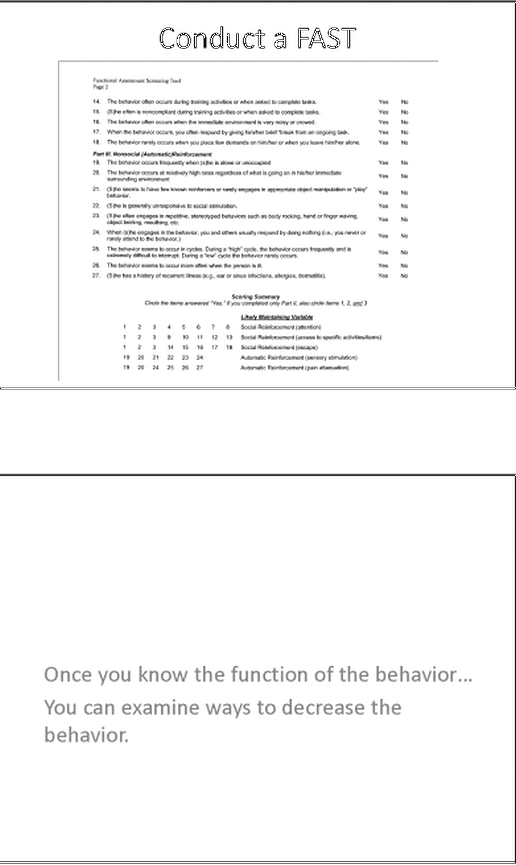 Conduct a FAST
Functional Assessment Screening Tool
Page 2
14. The behavior often occurs during training activities or when asked to complete tasks. Yes No
15. (S)he often is noncompliant during training activities or when asked to complete tasks. Yes No
16. The behavior often occurs when the immediate environment is very noisy or crowed. Yes No
17. When the behavior occurs, you often respond by giving him/her brief "break from an ongoing task. Yes No
18. The behavior rarely occurs when you place few demands on him/her or when you leave him/her alone. Yes No
Part III. Nonsocial (Automatic)Reinforcement
19. The behavior occurs frequently when (s)he is alone or unoccupied Yes No
20. The behavior occurs at relatively high rates regardless of what is going on in his/her immediate
surrounding environment Yes No
21. (S)he seems to have few known reinforcers or rarely engages in appropriate object manipulation or "play"
behavior. Yes No
22. (S)he is generally unresponsive to social stimulation. Yes No
23. (S)he often engages in repetitive, stereotyped behaviors such as body rocking, hand or finger waving,
object twirling, mouthing, etc. Yes No
24. When (s)he engages in the behavior, you and others usually respond by doing nothing (i.e., you never or
rarely attend to the behavior.) Yes No
25. The behavior seems to occur in cycles. During a "high" cycle, the behavior occurs frequently and is
extremely difficult to interrupt. During a "low" cycle the behavior rarely occurs. Yes No
26. The behavior seems to occur more often when the person is ill. Yes No
27. (S)he has a history of recurrent illness (e.g., ear or sinus infections, allergies, dermatitis). Yes No
Scoring Summary
Circle the items answered "Yes." If you completed only Part II, also circle items 1, 2, and 3
Likely Maintaining Variable
1 2 3 4 5 6 7 8 Social Reinforcement (attention)
1 2 3 9 10 11 12 13 Social Reinforcement (access to specific activities/items)
1 2 3 14 15 16 17 18 Social Reinforcement (escape)
19 20 21 22 23 24 Automatic Reinforcement (sensory stimulation)
19 20 24 25 26 27 Automatic Reinforcement (pain attenuation)
Once you know the function of the behavior...
You can examine ways to decrease the
behavior.